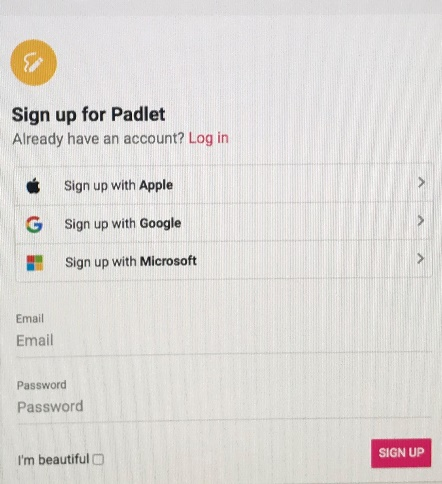 Sign up for Padlet
Already have an account? Log in
Sign up with Apple
Sign up with Google
Sign up with Microsoft
Email
Email
Password
Password
I'm beautiful
SIGN UP